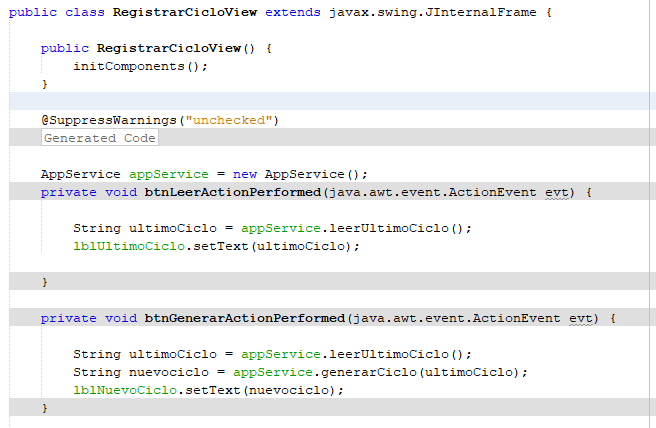 public class RegistrarCicloView extends javax.swing.JInternalFrame {
public RegistrarCicloView() {
initComponents();
}
@SuppressWarnings("unchecked")
Generated Code
AppService appService = new AppService();
private void btnLeerActionPerformed(java.awt.event.ActionEvent evt) {
String ultimoCiclo = appService.leerUltimoCiclo();
lblUltimoCiclo.setText(ultimoCiclo);
}
private void btnGenerarActionPerformed(java.awt.event.ActionEvent evt) {
String ultimoCiclo = appService.leerUltimoCiclo();
String nuevociclo = appService.generarCiclo(ultimoCiclo);
lblNuevoCiclo.setText(nuevociclo);
}